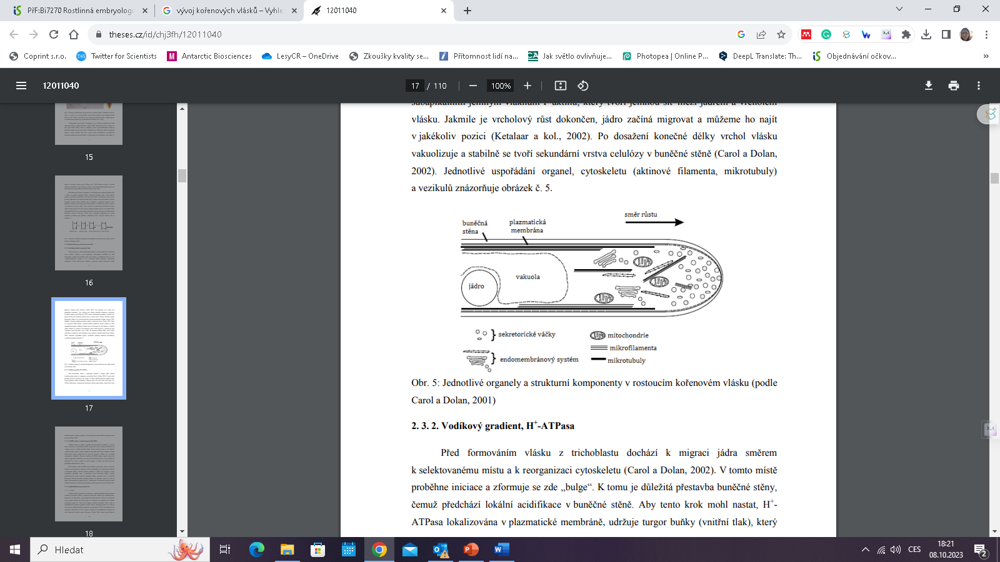 PřF:Bi7270 Rostlinná embryologi
vývoj kořenových vlásků – Vyhle
12011040
theses.cz/id/chj3fh/12011040
Coprint s.r.o.
Twitter for Scientists
Antarctic Biosciences
LesyCR – OneDrive
Zkoušky kvality se...
Přítomnost lidí na...
Jak světlo ovlivňuje...
Photopea | Online P...
DeepL Translate: Th...
Objednávání očkov...
12011040
17 / 110
100%
15
16
17
18
vlásku. Jakmile je vrcholový růst dokončen, jádro začíná migrovat a můžeme ho najít
v jakékoliv pozici (Ketalaar a kol., 2002). Po dosažení konečné délky vrchol vlásku
vakuolizuje a stabilně se tvoří sekundární vrstva celulózy v buněčné stěně (Carol a Dolan,
2002). Jednotlivé uspořádání organel, cytoskeletu (aktinové filamenta, mikrotubuly)
a vezikulů znázorňuje obrázek č. 5.
směr růstu
buněčná
stěna
plazmatická
membrána
vakuola
jádro
sekretorické váčky
endomembránový systém
mitochondrie
mikrofilamenta
mikrotubuly
Obr. 5: Jednotlivé organely a strukturní komponenty v rostoucím kořenovém vlásku (podle
Carol a Dolan, 2001)
2. 3. 2. Vodíkový gradient, H+-ATPasa
Před formováním vlásku z trichoblastu dochází k migraci jádra směrem
k selektovanému místu a k reorganizaci cytoskeletu (Carol a Dolan, 2002). V tomto místě
proběhne iniciace a zformuje se zde „bulge“. K tomu je důležitá přestavba buněčné stěny,
čemuž předchází lokální acidifikace v buněčné stěně. Aby tento krok mohl nastat, H+-
ATPasa lokalizována v plazmatické membráně, udržuje turgor buňky (vnitřní tlak), který
Hledat
CES
18:21
08.10.2023
2